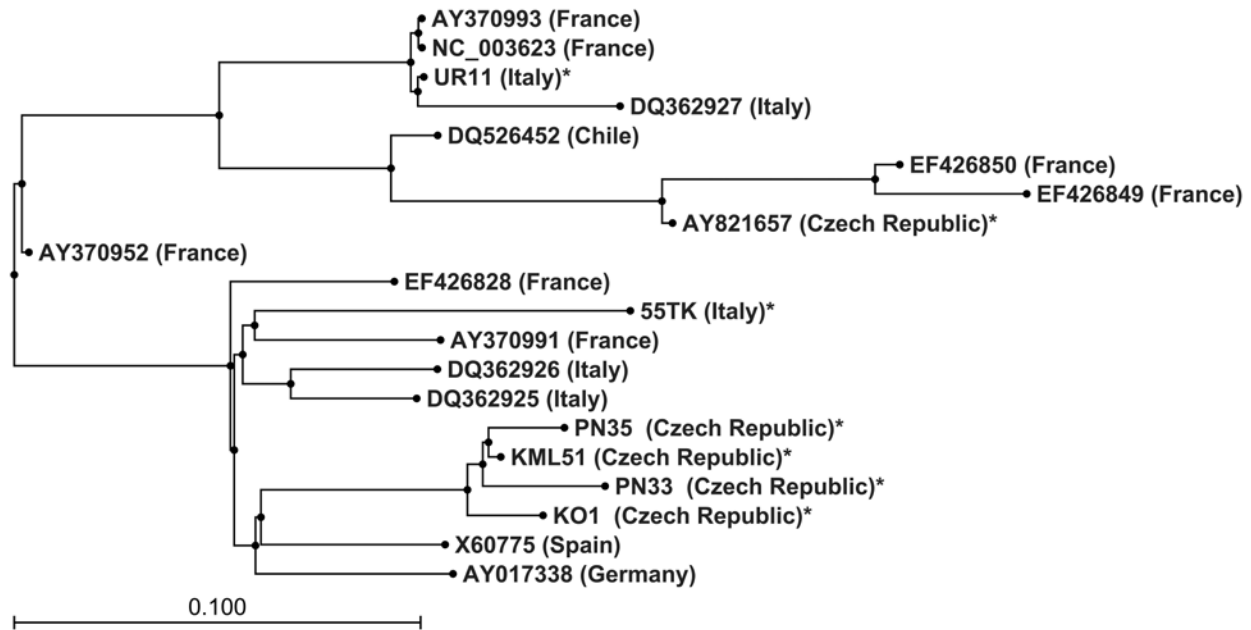 AY370993 (France)
NC_003623 (France)
UR11 (Italy)*
DQ362927 (Italy)
DQ526452 (Chile)
EF426850 (France)
EF426849 (France)
AY821657 (Czech Republic)*
AY370952 (France)
EF426828 (France)
55TK (Italy)*
AY370991 (France)
DQ362926 (Italy)
DQ362925 (Italy)
PN35 (Czech Republic)*
KML51 (Czech Republic)*
PN33 (Czech Republic)*
KO1 (Czech Republic)*
X60775 (Spain)
AY017338 (Germany)
0.100